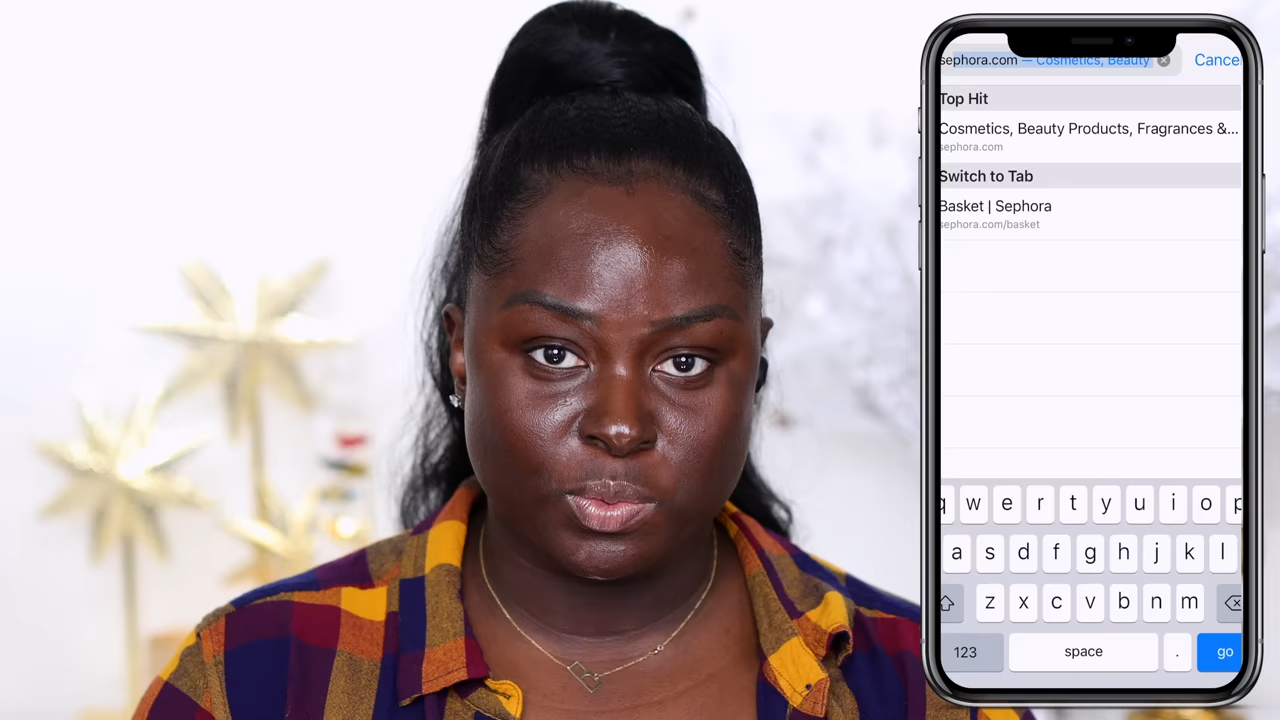 sephora.com — Cosmetics, Beauty
Cance
Top Hit
Cosmetics, Beauty Products, Fragrances &...
sephora.com
Switch to Tab
Basket | Sephora
sephora.com/basket
q w e r t y u i o p
a s d f g h j k l
z x c v b n m
123 space . go